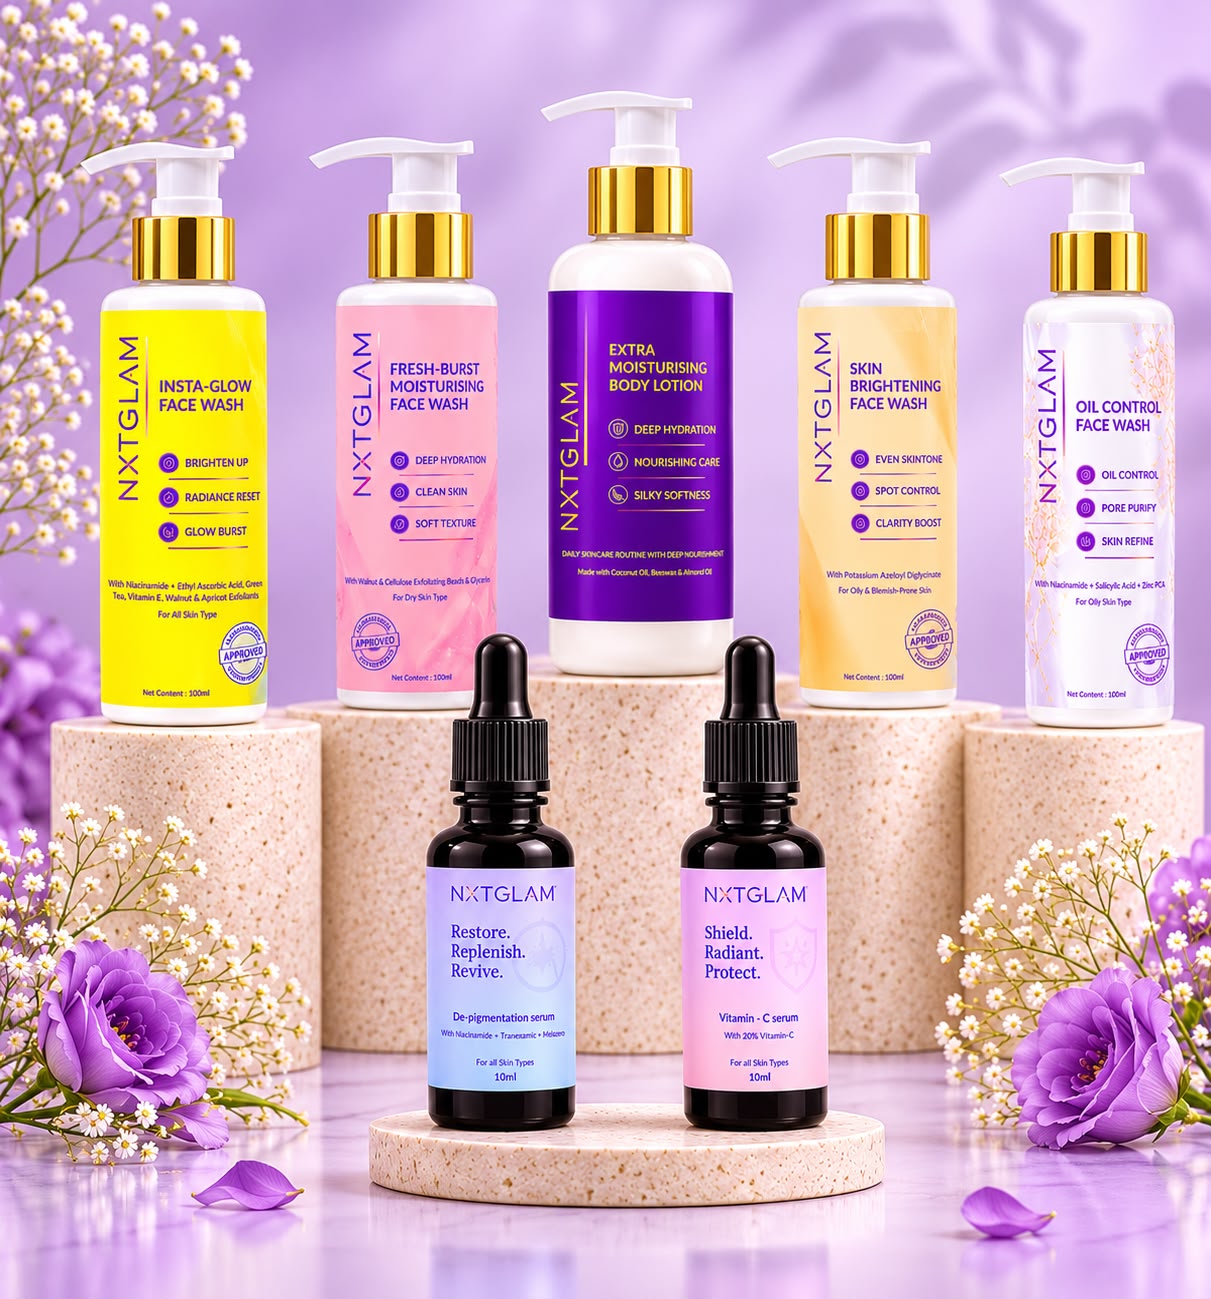 NXTGLAM
INSTA-GLOW
FACE WASH
BRIGHTEN UP
RADIANCE RESET
GLOW BURST
With Niacinamide + Ethyl Ascorbic Acid, Green
Tea, Vitamin E, Walnut & Apricot Exfoliants
For All Skin Type
APPROVED
Net Content : 100ml
NXTGLAM
FRESH-BURST
MOISTURISING
FACE WASH
DEEP HYDRATION
CLEAN SKIN
SOFT TEXTURE
With Walnut & Cellulose Exfoliating Beads & Glycerin
For Dry Skin Type
APPROVED
Net Content : 100ml
NXTGLAM
EXTRA
MOISTURISING
BODY LOTION
DEEP HYDRATION
NOURISHING CARE
SILKY SOFTNESS
DAILY SKINCARE ROUTINE WITH DEEP NOURISHMENT
Made with Coconut Oil, Beeswax & Almond Oil
NXTGLAM
SKIN
BRIGHTENING
FACE WASH
EVEN SKINTONE
SPOT CONTROL
CLARITY BOOST
With Potassium Azeloyl Diglycinate
For Oily & Blemish-Prone Skin
APPROVED
Net Content : 100ml
NXTGLAM
OIL CONTROL
FACE WASH
OIL CONTROL
PORE PURIFY
SKIN REFINE
With Niacinamide + Salicylic Acid + Zinc PCA
For Oily Skin Type
APPROVED
Net Content : 100ml
NXTGLAM
Restore.
Replenish.
Revive.
De-pigmentation serum
With Niacinamide + Tranexamic +
For all Skin Types
10ml
NXTGLAM
Shield.
Radiant.
Protect.
Vitamin - C serum
With 20% Vitamin-C
For all Skin Types
10ml